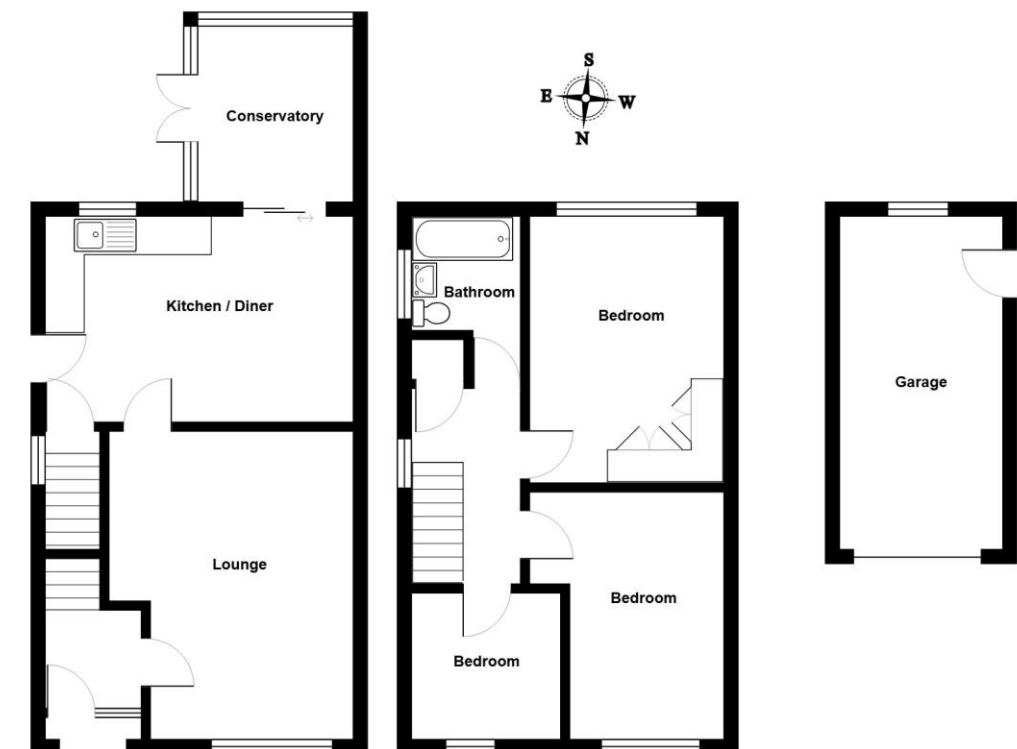 Conservatory
S
E
W
N
Kitchen / Diner
Bathroom
Bedroom
Garage
Lounge
Bedroom
Bedroom